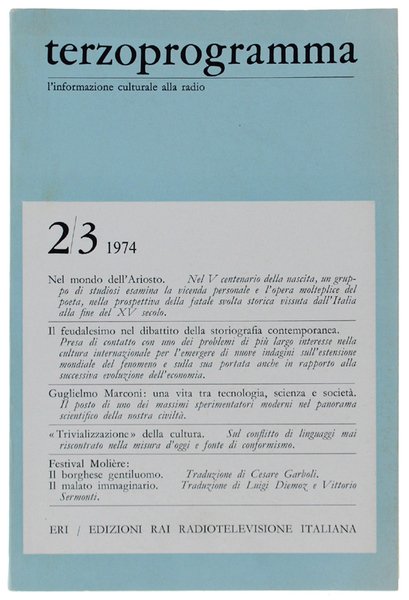 terzoprogramma
l'informazione culturale alla radio
2/3 1974
Nel mondo dell'Ariosto. Nel V centenario della nascita, un grup-
po di studiosi esamina la vicenda personale e l'opera molteplice del
poeta, nella prospettiva della fatale svolta storica vissuta dall'Italia
alla fine del XV secolo.
Il feudalesimo nel dibattito della storiografia contemporanea.
Presa di contatto con uno dei problemi di più largo interesse nella
cultura internazionale per l'emergere di nuove indagini sull'estensione
mondiale del fenomeno e sulla sua portata anche in rapporto alla
successiva evoluzione dell'economia.
Guglielmo Marconi: una vita tra tecnologia, scienza e società.
Il posto di uno dei massimi sperimentatori moderni nel panorama
scientifico della nostra civiltà.
« Trivializzazione » della cultura. Sul conflitto di linguaggi mai
riscontrato nella misura d'oggi e fonte di conformismo.
Festival Molière:
Il borghese gentiluomo. Traduzione di Cesare Garboli.
Il malato immaginario. Traduzione di Luigi Diemoz e Vittorio
Sermonti.
ERI / EDIZIONI RAI RADIOTELEVISIONE ITALIANA